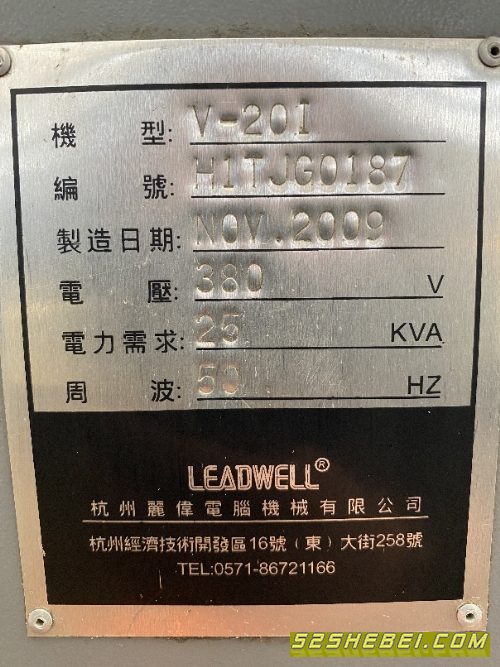 機 型: V-20I
編 號: H1TJG0187
製造日期: NOV.2009
電 壓: 380 V
電力需求: 25 KVA
周 波: 50 HZ
LEADWELL®
杭州麗偉電腦機械有限公司
杭州經濟技術開發區16號（東）大街258號
TEL:0571-86721166
52SHEBEI.COM